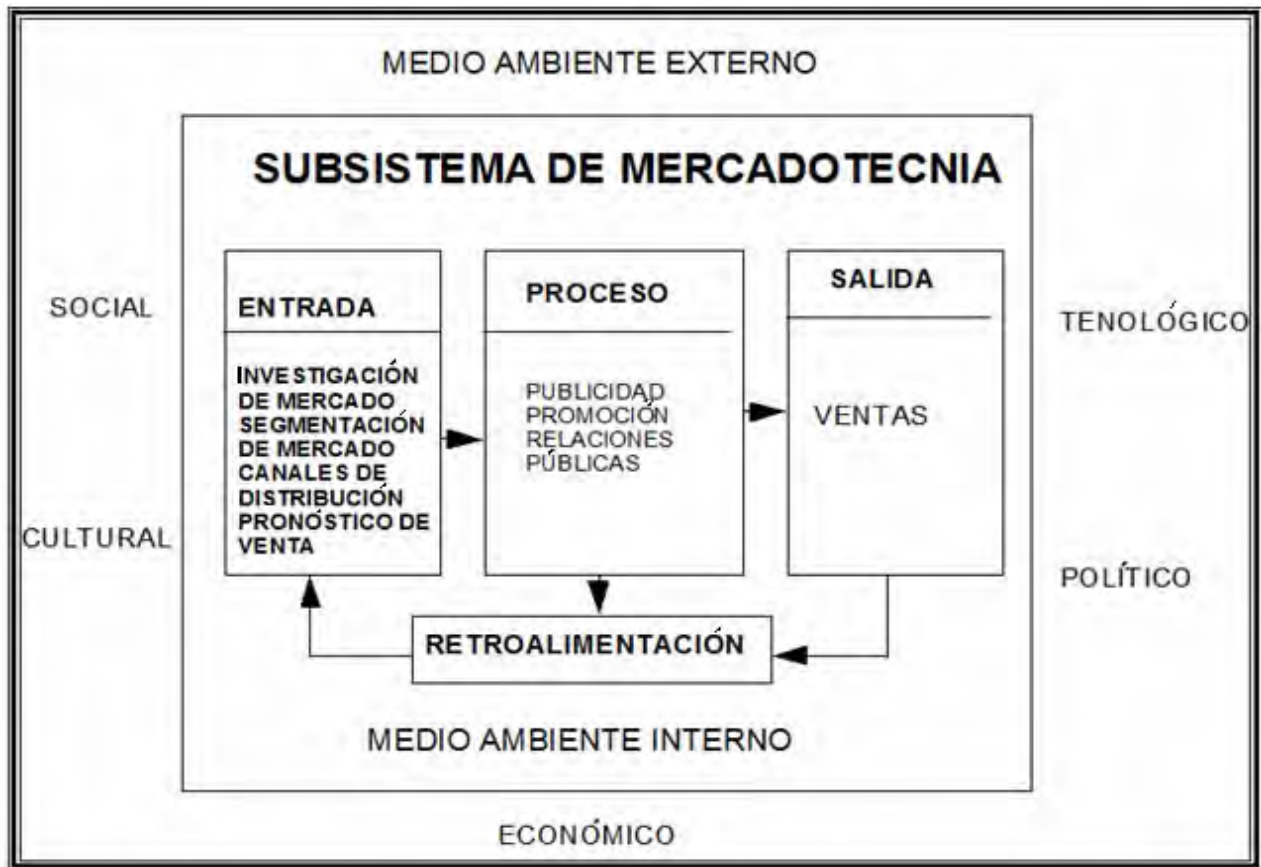 MEDIO AMBIENTE EXTERNO
SUBSISTEMA DE MERCADOTECNIA
SOCIAL
CULTURAL
ENTRADA
INVESTIGACIÓN
DE MERCADO
SEGMENTACIÓN
DE MERCADO
CANALES DE
DISTRIBUCIÓN
PRONÓSTICO DE
VENTA
PROCESO
PUBLICIDAD
PROMOCIÓN
RELACIONES
PÚBLICAS
SALIDA
VENTAS
TENOLÓGICO
POLÍTICO
RETROALIMENTACIÓN
MEDIO AMBIENTE INTERNO
ECONÓMICO